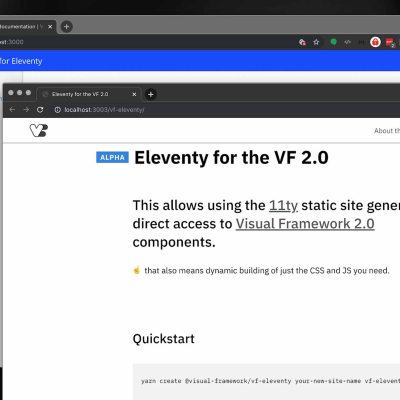 documentation | V
ost:3000
for Eleventy
Eleventy for the VF 2.0
localhost:3003/vf-eleventy/
About th
ALPHA Eleventy for the VF 2.0
This allows using the 11ty static site gener
direct access to Visual Framework 2.0
components.
☝ that also means dynamic building of just the CSS and JS you need.
Quickstart
yarn create @visual-framework/vf-eleventy your-new-site-name vf-eleven